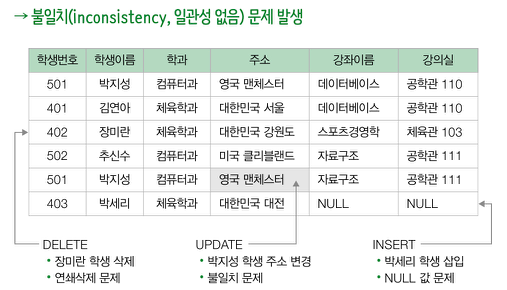 → 불일치(inconsistency, 일관성 없음) 문제 발생
학생번호 학생이름 학과 주소 강좌이름 강의실
501 박지성 컴퓨터과 영국 맨체스터 데이터베이스 공학관 110
401 김연아 체육학과 대한민국 서울 데이터베이스 공학관 110
402 장미란 체육학과 대한민국 강원도 스포츠경영학 체육관 103
502 추신수 컴퓨터과 미국 클리블랜드 자료구조 공학관 111
501 박지성 컴퓨터과 영국 맨체스터 자료구조 공학관 111
403 박세리 체육학과 대한민국 대전 NULL NULL
DELETE UPDATE INSERT
• 장미란 학생 삭제 • 박지성 학생 주소 변경 • 박세리 학생 삽입
• 연쇄삭제 문제 • 불일치 문제 • NULL 값 문제